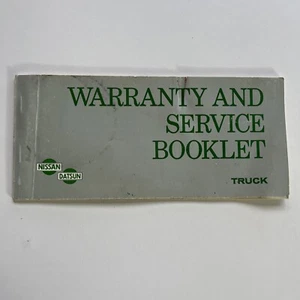 WARRANTY AND
SERVICE
BOOKLET
NISSAN
DATSUN
TRUCK